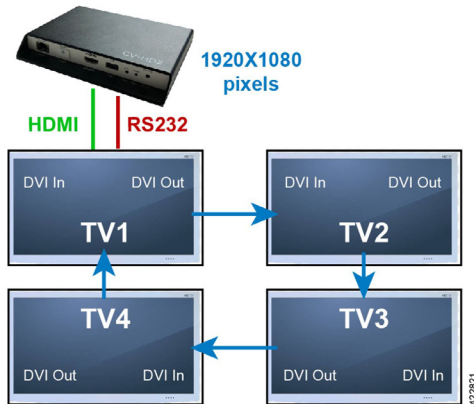 1920X1080
pixels
HDMI
RS232
DVI In
DVI Out
TV1
DVI In
DVI Out
TV2
TV4
DVI Out
DVI In
TV3
DVI Out
DVI In